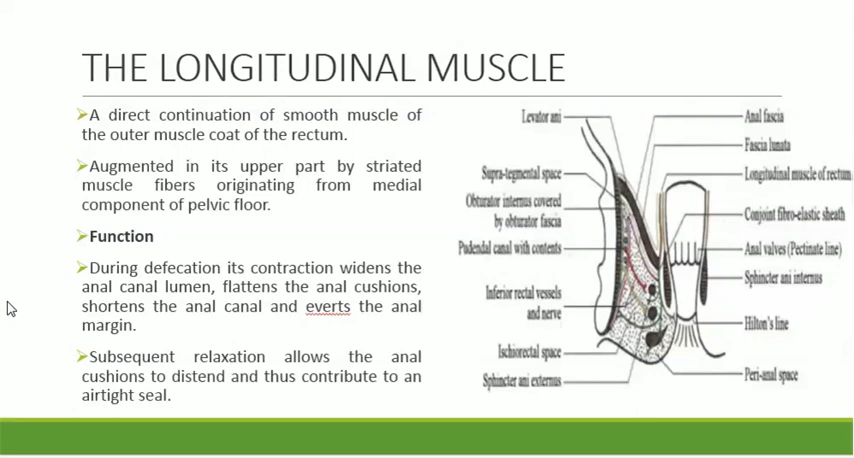 THE LONGITUDINAL MUSCLE
➢A direct continuation of smooth muscle of
the outer muscle coat of the rectum.
➢Augmented in its upper part by striated
muscle fibers originating from medial
component of pelvic floor.
➢Function
➢During defecation its contraction widens the
anal canal lumen, flattens the anal cushions,
shortens the anal canal and everts the anal
margin.
➢Subsequent relaxation allows the anal
cushions to distend and thus contribute to an
airtight seal.
Levator ani
Supra-tegmental space
Obturator internus covered
by obturator fascia
Pudendal canal with contents
Inferior rectal vessels
and nerve
Ischiorectal space
Sphincter ani externus
Anal fascia
Fascia lunata
Longitudinal muscle of rectum
Conjoint fibro-elastic sheath
Anal valves (Pectinate line)
Sphincter ani internus
Hilton's line
Peri-anal space